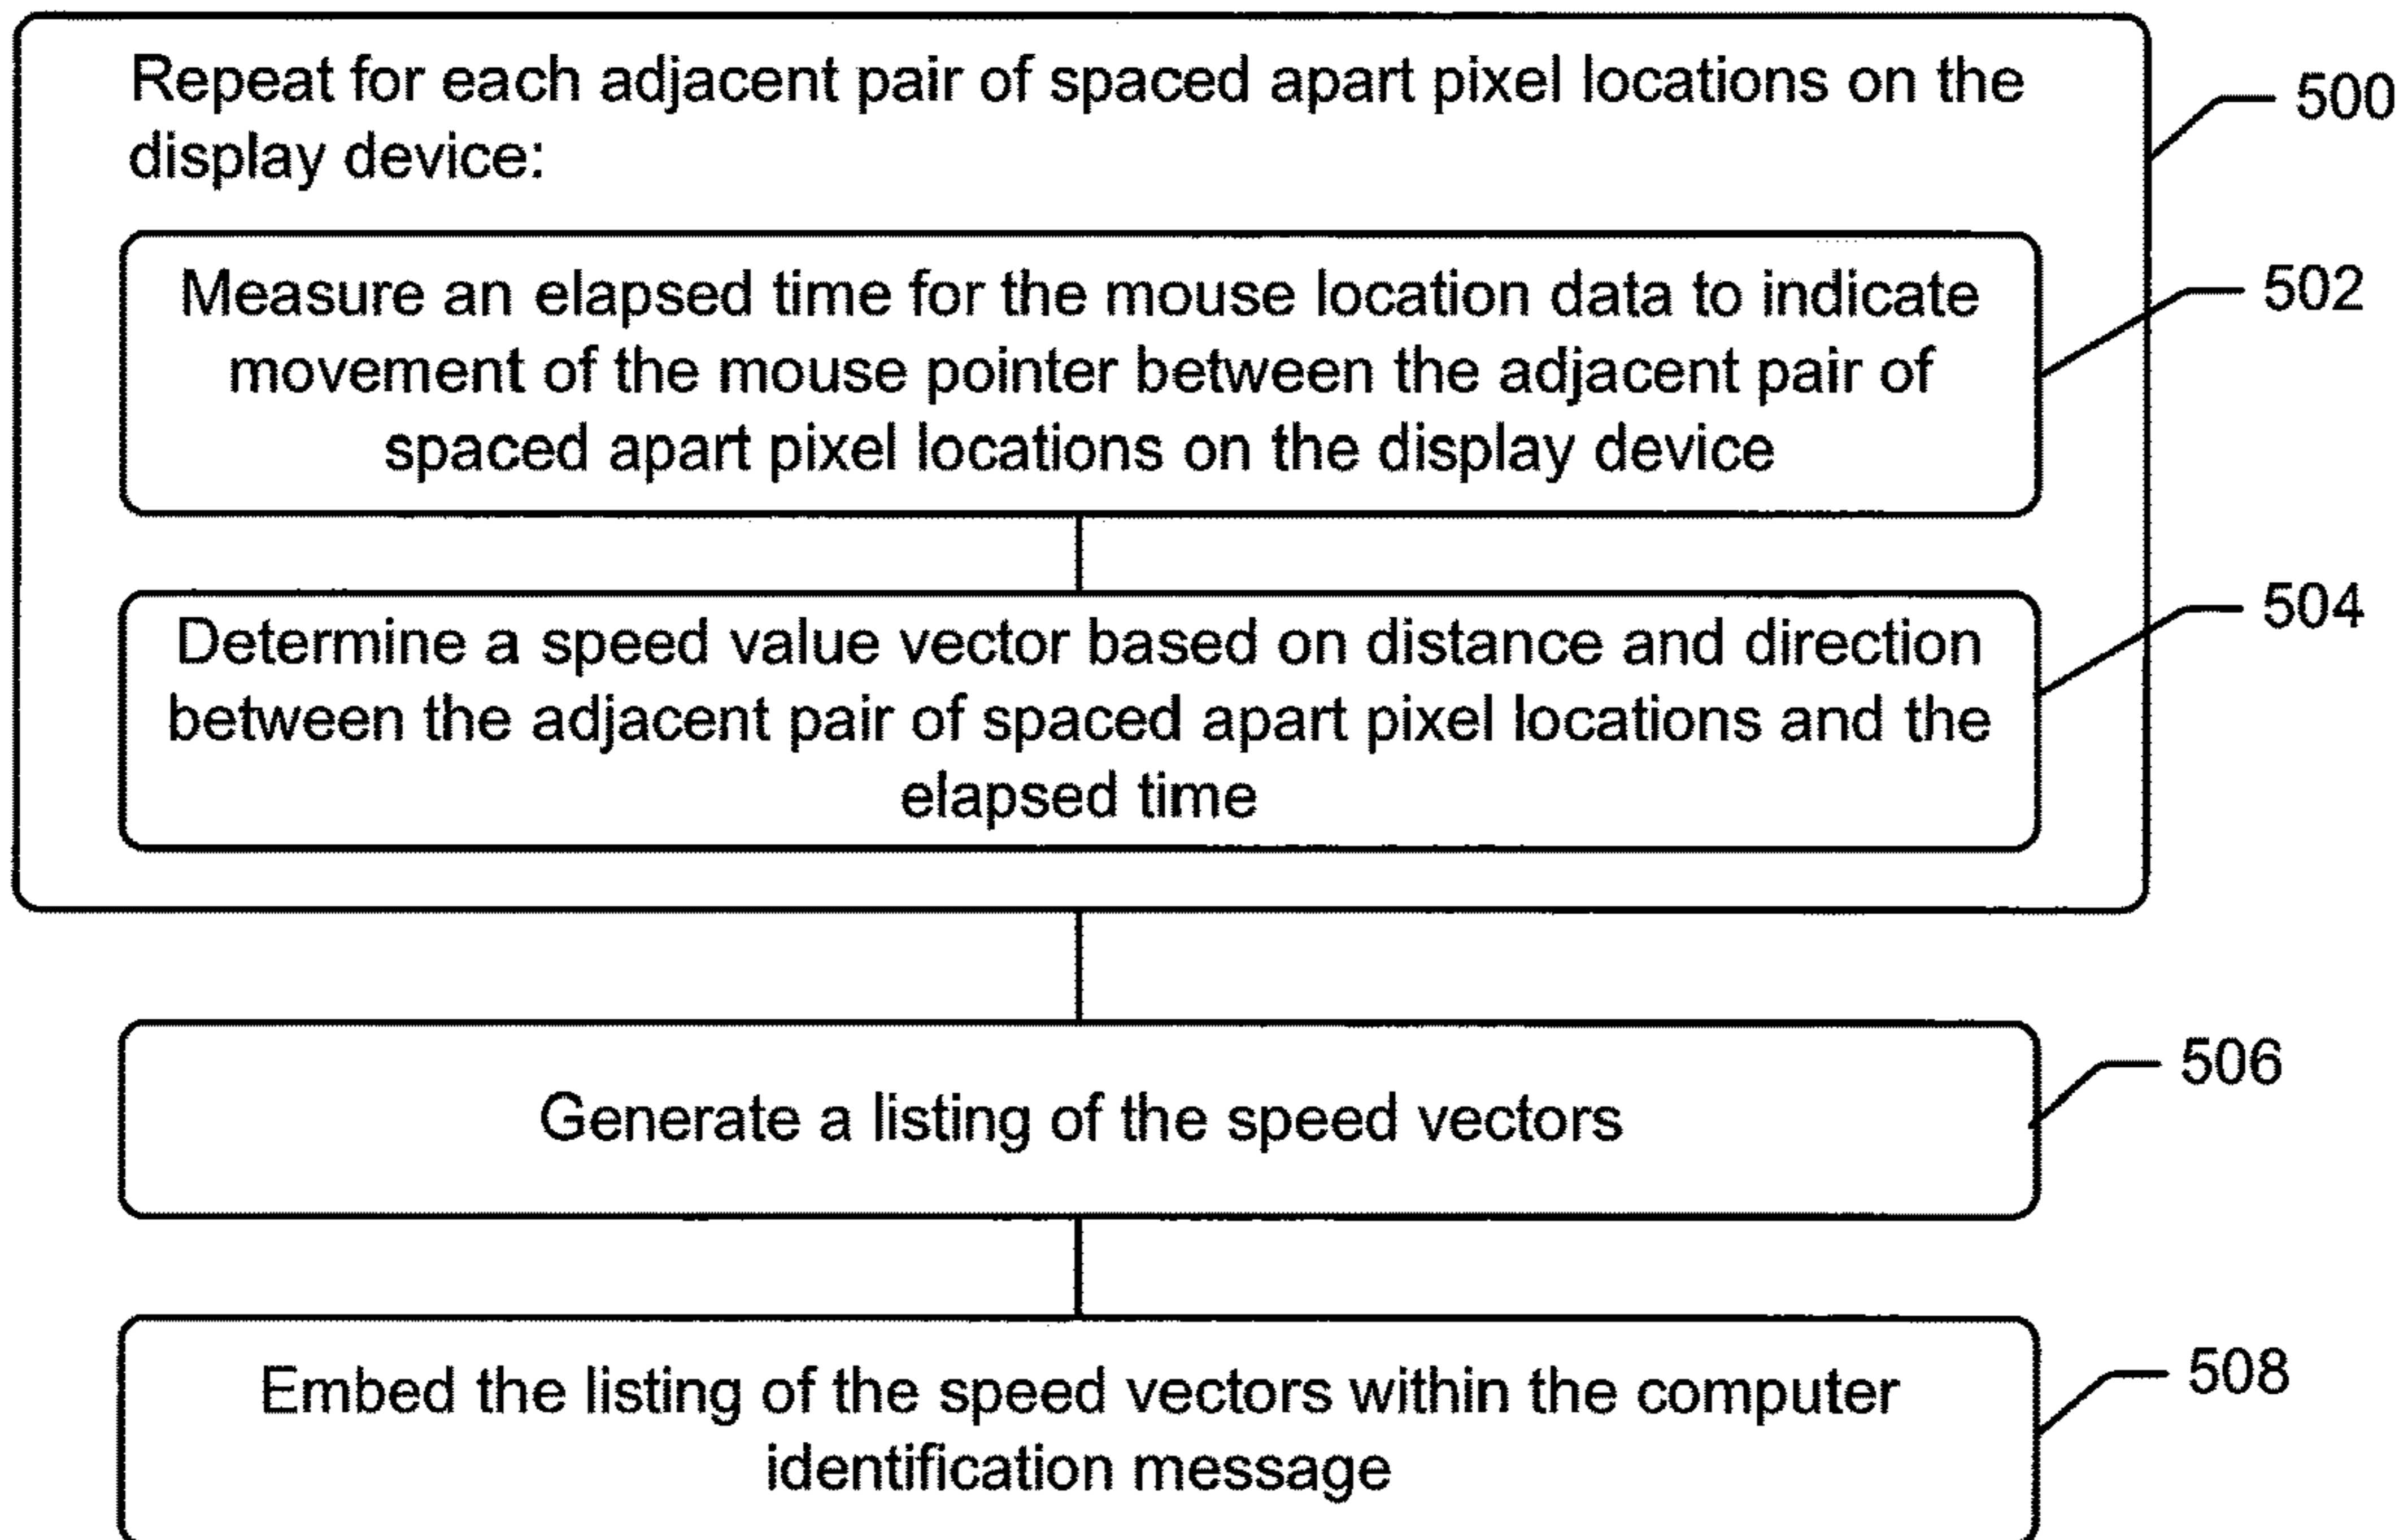 Repeat for each adjacent pair of spaced apart pixel locations on the
display device:
500
Measure an elapsed time for the mouse location data to indicate
movement of the mouse pointer between the adjacent pair of
spaced apart pixel locations on the display device
502
Determine a speed value vector based on distance and direction
between the adjacent pair of spaced apart pixel locations and the
elapsed time
504
Generate a listing of the speed vectors
506
Embed the listing of the speed vectors within the computer
identification message
508